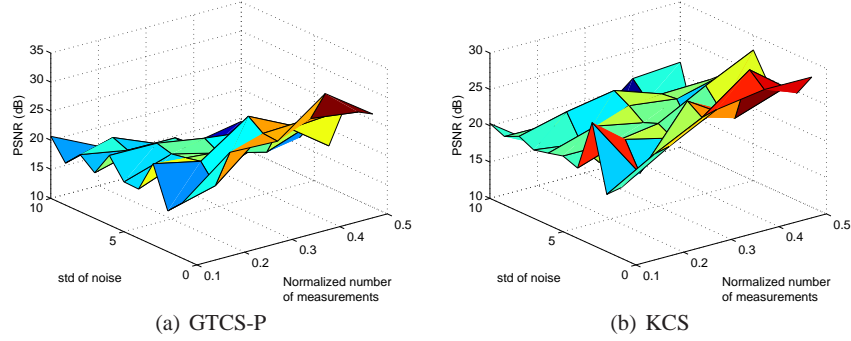 35
30
25
20
15
10
PSNR (dB)
10
5
0
std of noise
0.1
0.2
0.3
0.4
0.5
Normalized number
of measurements
(a) GTCS-P
30
25
20
15
10
PSNR (dB)
10
5
0
std of noise
0.1
0.2
0.3
0.4
0.5
Normalized number
of measurements
(b) KCS